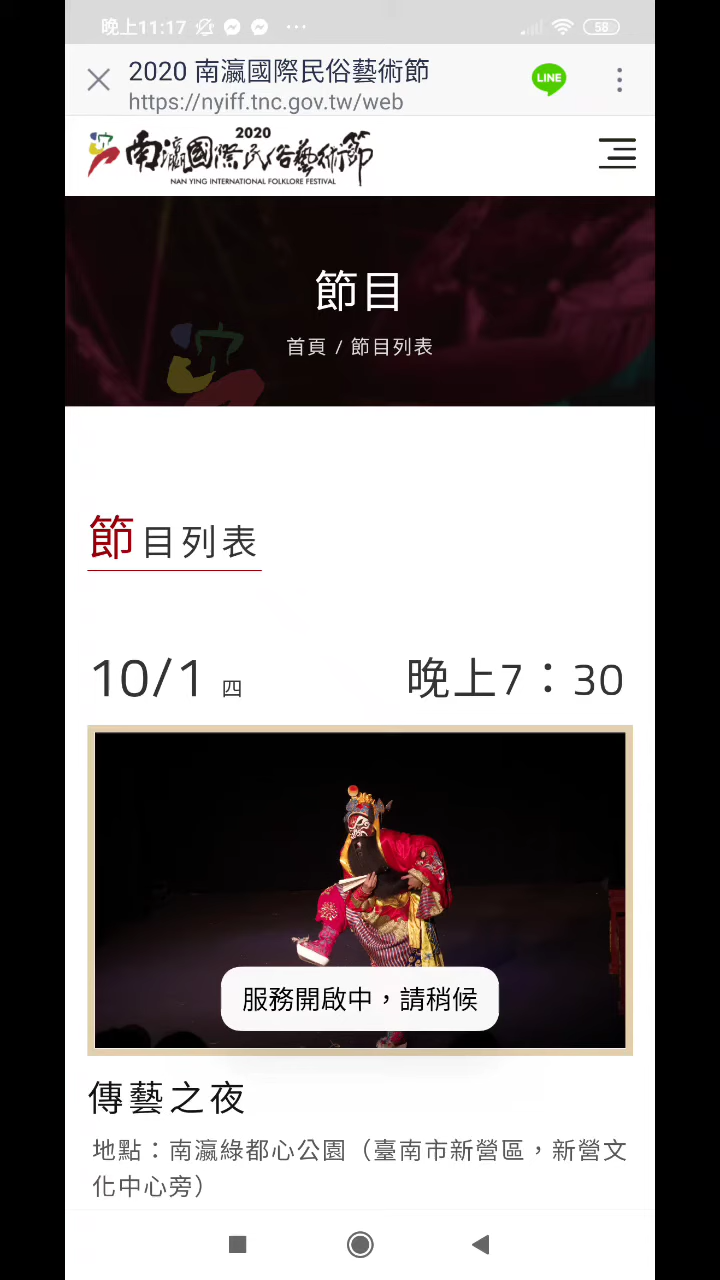 晚上11:17
58
2020 南瀛國際民俗藝術節
https://nyiff.tnc.gov.tw/web
LINE
2020
南瀛國際民俗藝術節
NAN YING INTERNATIONAL FOLKLORE FESTIVAL
節目
首頁 / 節目列表
節目列表
10/1 四 晚上7：30
服務開啟中，請稍候
傳藝之夜
地點：南瀛綠都心公園（臺南市新營區，新營文
化中心旁）